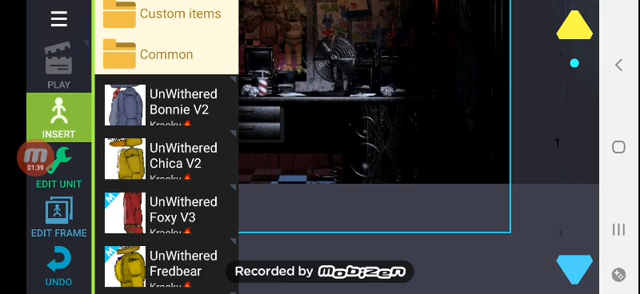 Custom items
Common
PLAY
UnWithered
Bonnie V2
INSERT
01:39
UnWithered
Chica V2
EDIT UNIT
UnWithered
Foxy V3
EDIT FRAME
UnWithered
Fredbear
UNDO
1
Recorded by mobizen